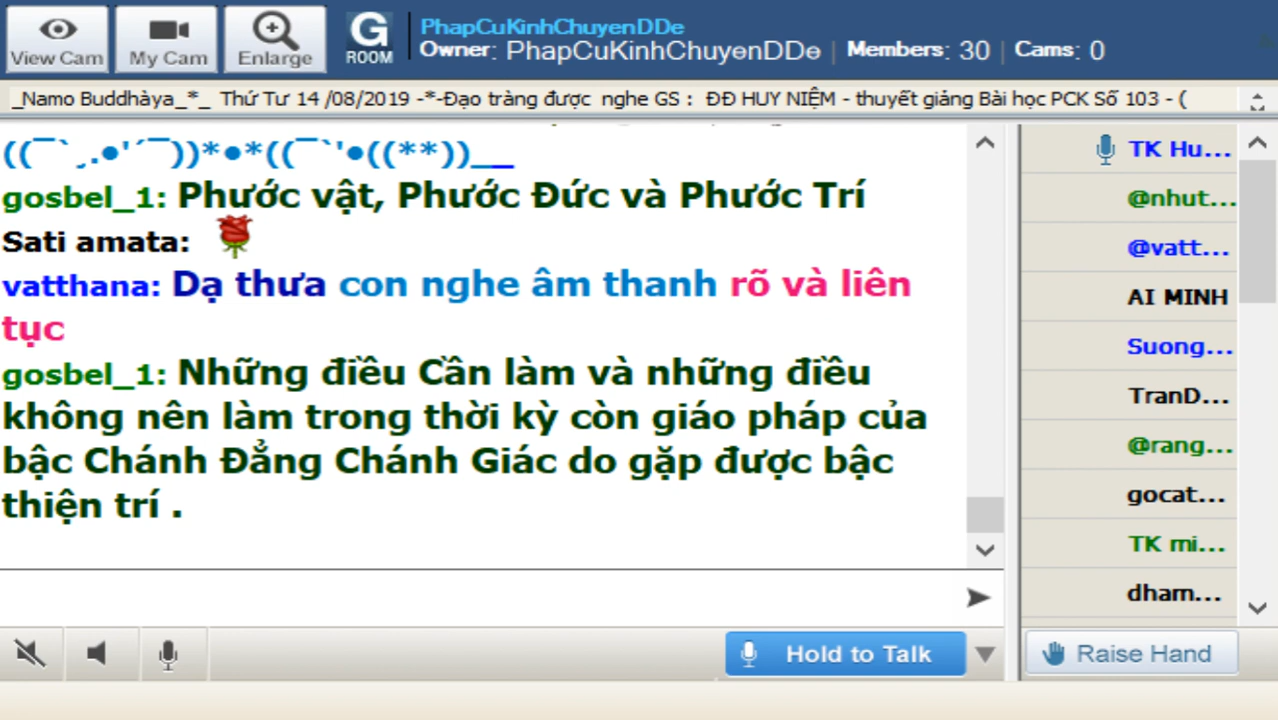 View Cam
My Cam
Enlarge
G
ROOM
PhapCuKinhChuyenDDe
Owner: PhapCuKinhChuyenDDe | Members: 30 | Cams: 0
_Namo Buddhàya_*_ Thứ Tư 14 /08/2019 -*-Đạo tràng được nghe GS : ĐĐ HUY NIỆM - thuyết giảng Bài học PCK Số 103 - (
((¯`¸.●'´¯))*●*((¯`'●((**))__
gosbel_1: Phước vật, Phước Đức và Phước Trí
Sati amata:
vatthana: Dạ thưa con nghe âm thanh rõ và liên
tục
gosbel_1: Những điều Cần làm và những điều
không nên làm trong thời kỳ còn giáo pháp của
bậc Chánh Đẳng Chánh Giác do gặp được bậc
thiện trí .
TK Hu...
@nhut...
@vatt...
AI MINH
Suong...
TranD...
@rang...
gocat...
TK mi...
dham...
Hold to Talk
Raise Hand